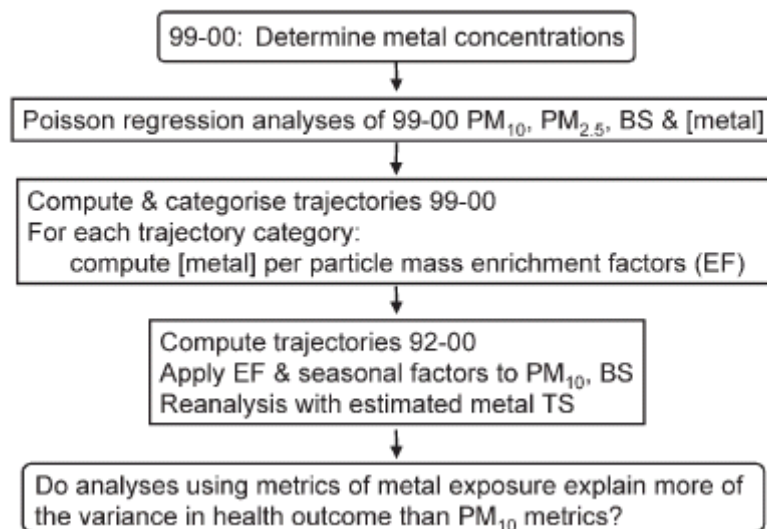 99-00: Determine metal concentrations
Poisson regression analyses of 99-00 PM₁₀, PM₂.₅, BS & [metal]
Compute & categorise trajectories 99-00
For each trajectory category:
compute [metal] per particle mass enrichment factors (EF)
Compute trajectories 92-00
Apply EF & seasonal factors to PM₁₀, BS
Reanalysis with estimated metal TS
Do analyses using metrics of metal exposure explain more of
the variance in health outcome than PM₁₀ metrics?